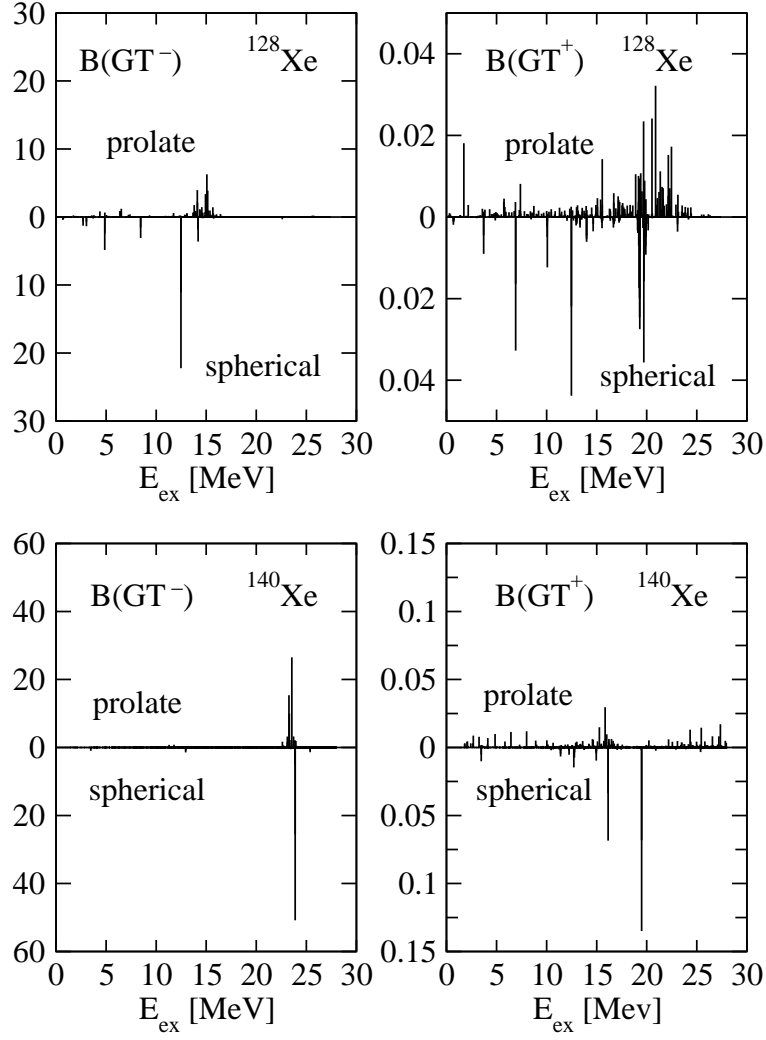 30
20
10
0
10
20
30
B(GT⁻) ¹²⁸Xe
prolate
spherical
0 5 10 15 20 25 30
E_ex [MeV]
0.04
0.02
0
0.02
0.04
B(GT⁺) ¹²⁸Xe
prolate
spherical
0 5 10 15 20 25 30
E_ex [MeV]
60
40
20
0
20
40
60
B(GT⁻) ¹⁴⁰Xe
prolate
spherical
0 5 10 15 20 25 30
E_ex [MeV]
0.15
0.1
0.05
0
0.05
0.1
0.15
B(GT⁺) ¹⁴⁰Xe
prolate
spherical
0 5 10 15 20 25 30
E_ex [Mev]